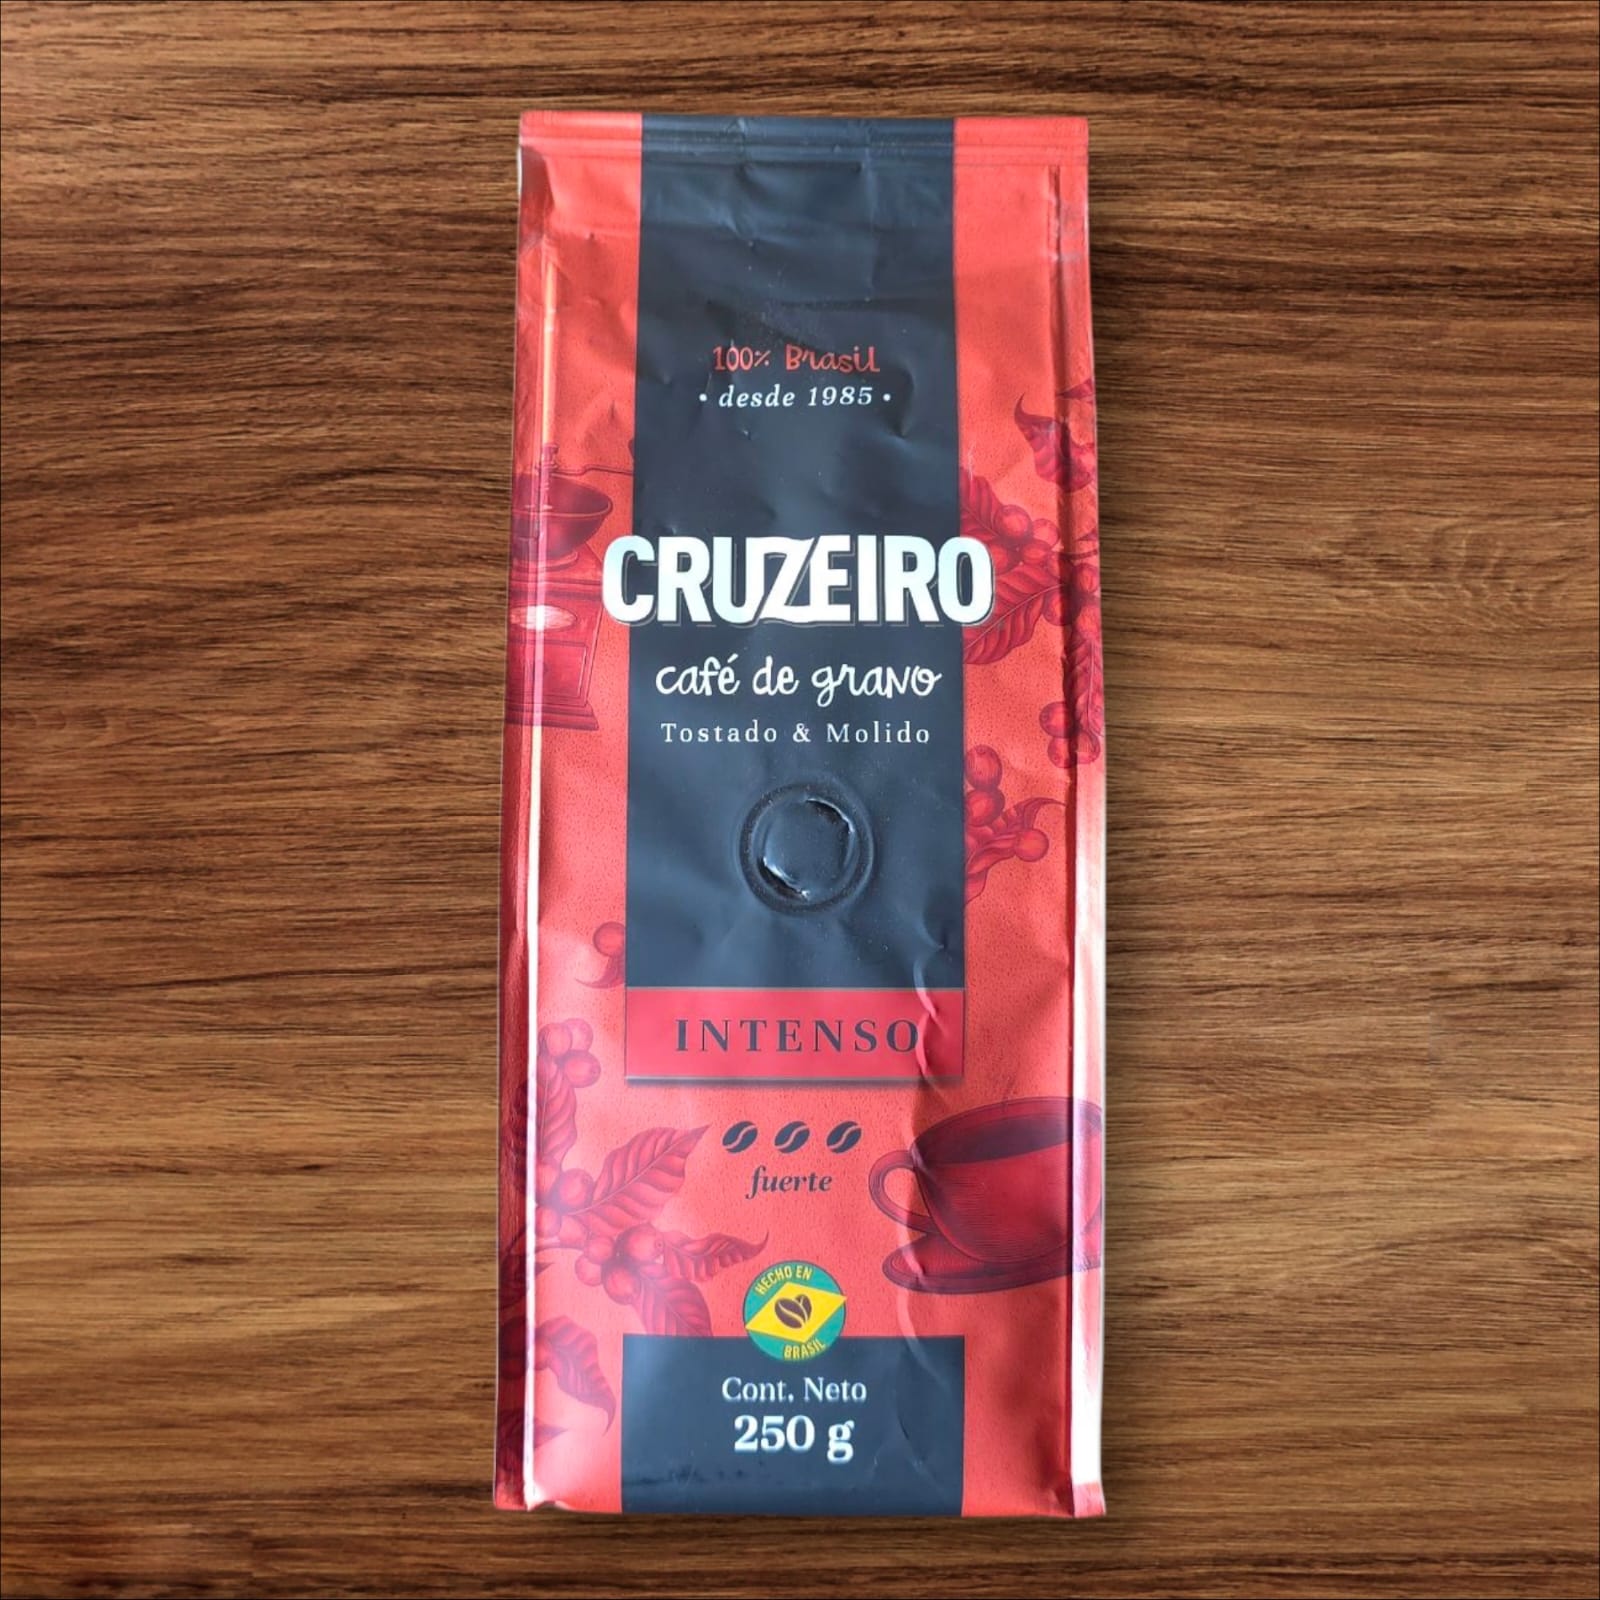 100% Brasil
• desde 1985 •
CRUZEIRO
café de grano
Tostado & Molido
INTENSO
fuerte
HECHO EN
BRASIL
Cont. Neto
250 g